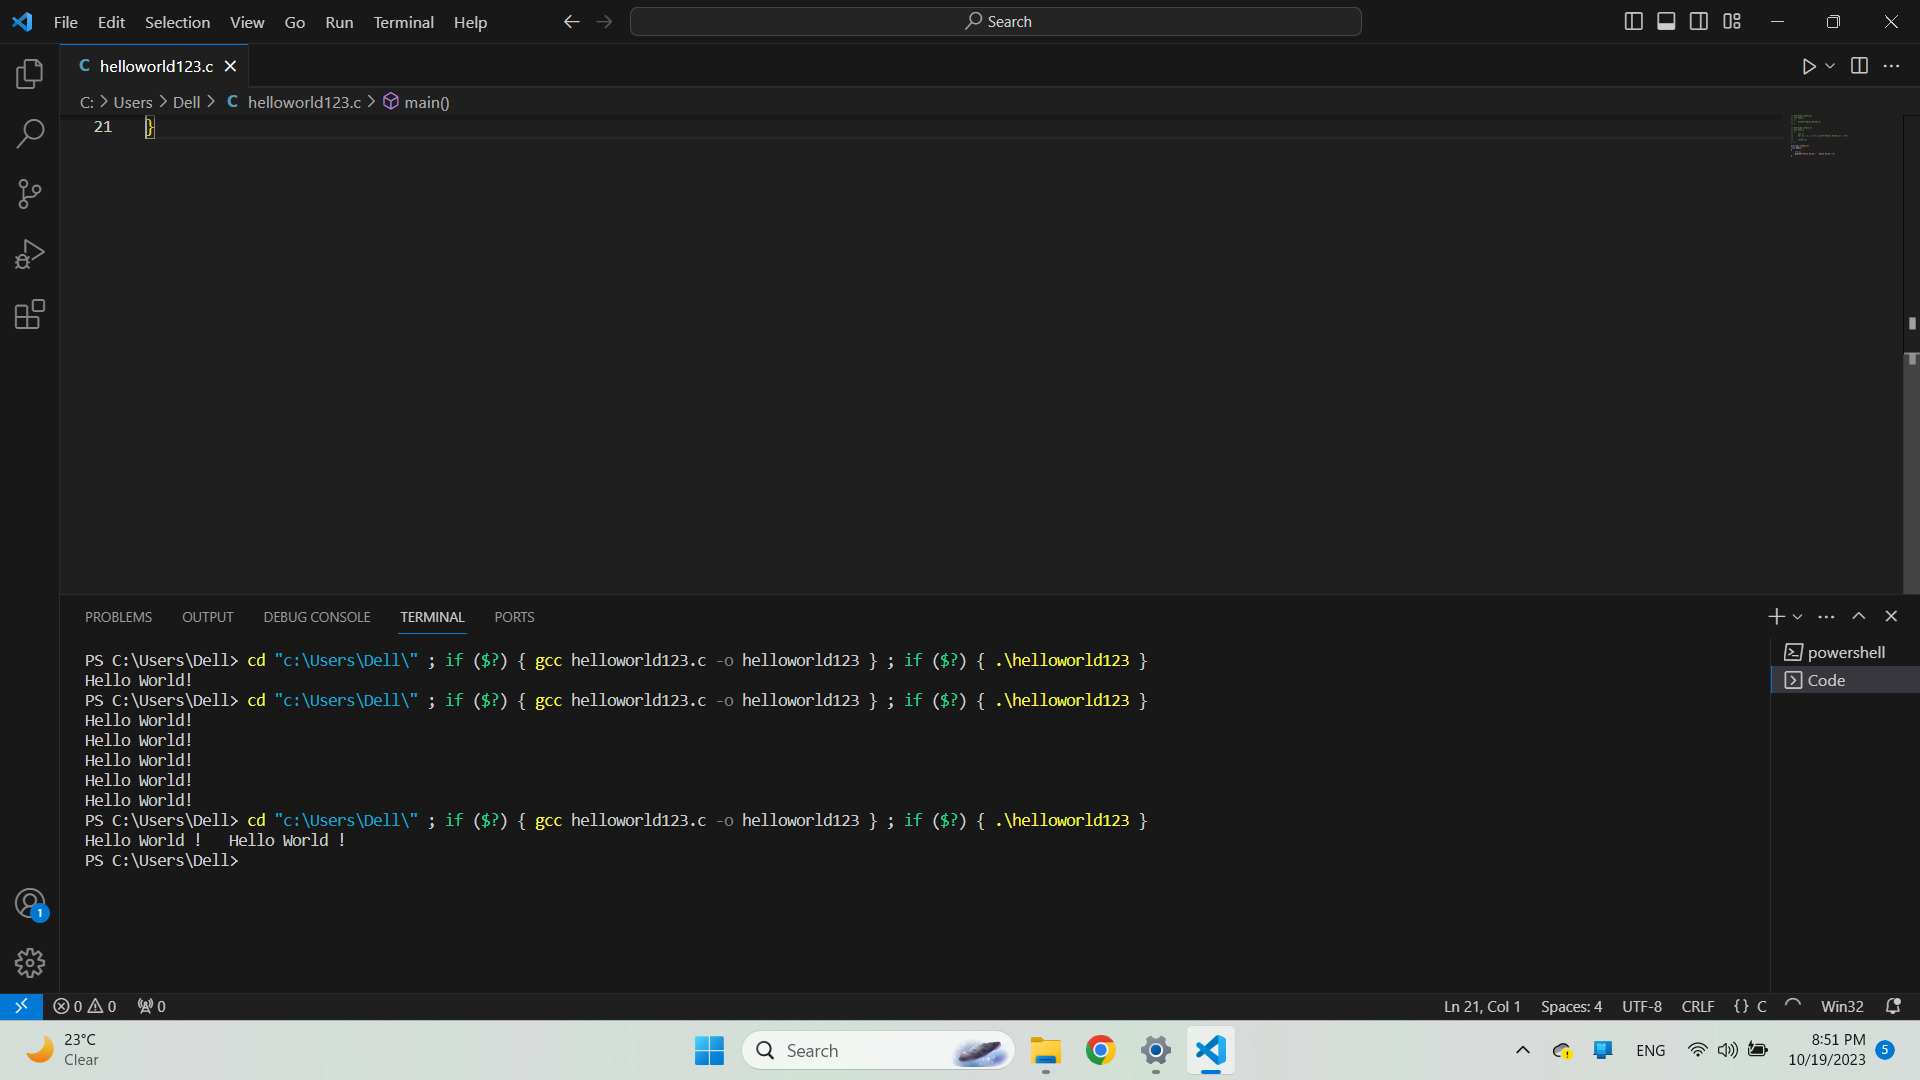 File Edit Selection View Go Run Terminal Help
Search
C helloworld123.c
C: > Users > Dell > C helloworld123.c > main()
21 }
PROBLEMS OUTPUT DEBUG CONSOLE TERMINAL PORTS
PS C:\Users\Dell> cd "c:\Users\Dell\" ; if ($?) { gcc helloworld123.c -o helloworld123 } ; if ($?) { .\helloworld123 }
Hello World!
PS C:\Users\Dell> cd "c:\Users\Dell\" ; if ($?) { gcc helloworld123.c -o helloworld123 } ; if ($?) { .\helloworld123 }
Hello World!
Hello World!
Hello World!
Hello World!
Hello World!
PS C:\Users\Dell> cd "c:\Users\Dell\" ; if ($?) { gcc helloworld123.c -o helloworld123 } ; if ($?) { .\helloworld123 }
Hello World !   Hello World !
PS C:\Users\Dell>
powershell
Code
1
0 0 0
Ln 21, Col 1 Spaces: 4 UTF-8 CRLF {} C Win32
23°C
Clear
Search
ENG
8:51 PM
10/19/2023
5